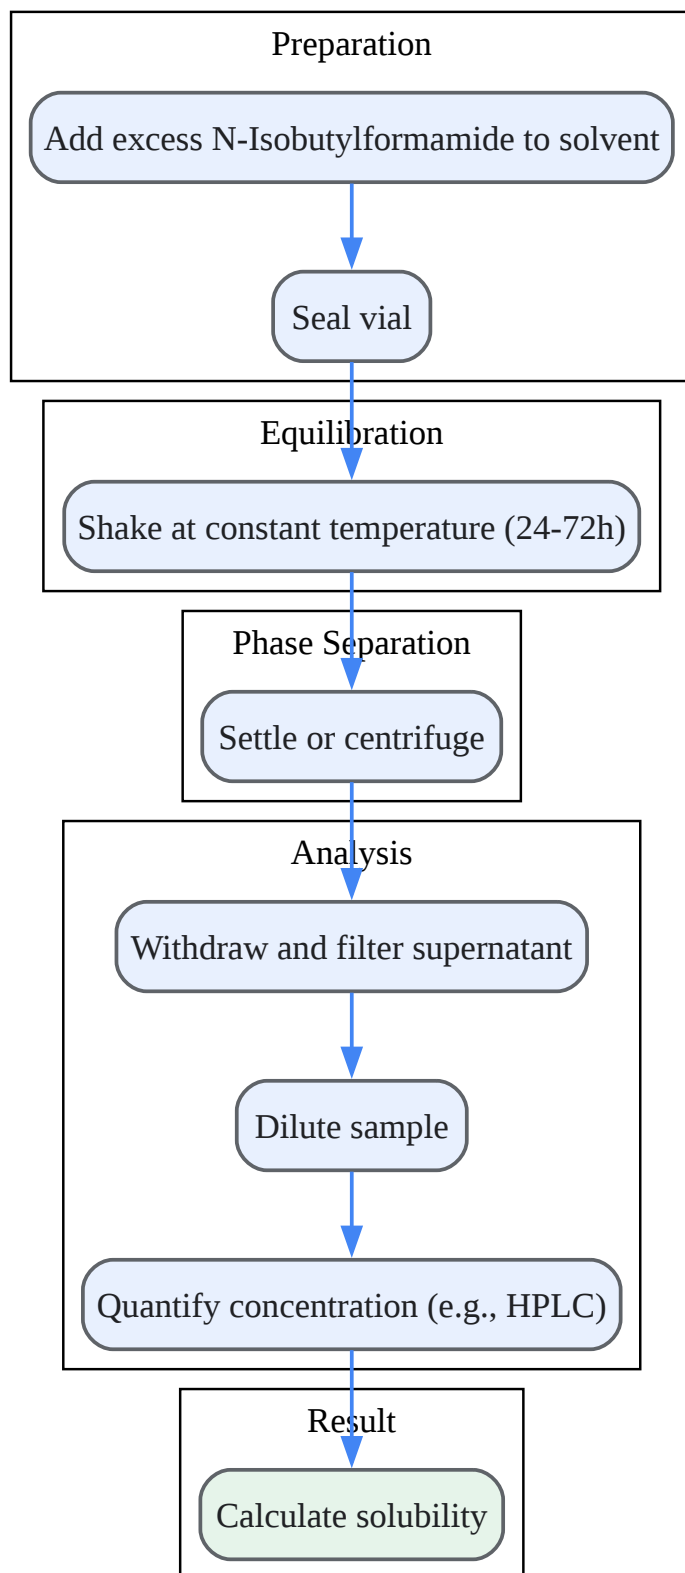 Preparation
Add excess N-Isobutylformamide to solvent
Seal vial
Equilibration
Shake at constant temperature (24-72h)
Phase Separation
Settle or centrifuge
Analysis
Withdraw and filter supernatant
Dilute sample
Quantify concentration (e.g., HPLC)
Result
Calculate solubility